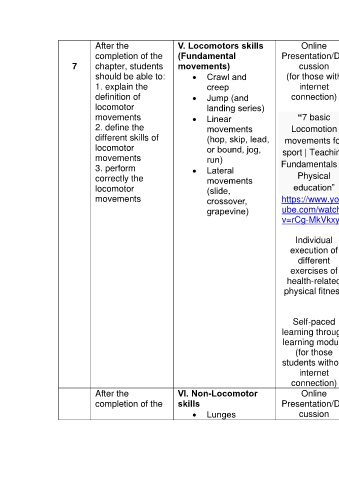 7
After the
completion of the
chapter, students
should be able to:
1. explain the
definition of
locomotor
movements
2. define the
different skills of
locomotor
movements
3. perform
correctly the
locomotor
movements
V. Locomotors skills
(Fundamental
movements)
• Crawl and
creep
• Jump (and
landing series)
• Linear
movements
(hop, skip, lead,
or bound, jog,
run)
• Lateral
movements
(slide,
crossover,
grapevine)
Online
Presentation/D
cussion
(for those with
internet
connection)
“7 basic
Locomotion
movements fo
sport | Teachin
Fundamentals
Physical
education”
https://www.yo
ube.com/watch
v=rCg-MkVkxy
Individual
execution of
different
exercises of
health-related
physical fitnes
Self-paced
learning throug
learning modu
(for those
students witho
internet
connection)
After the
completion of the
VI. Non-Locomotor
skills
• Lunges
Online
Presentation/D
cussion